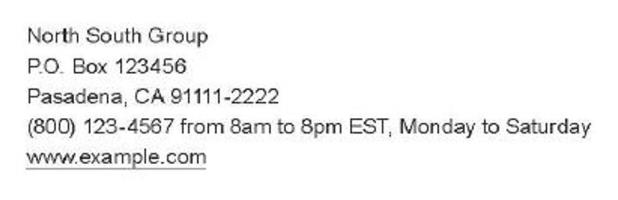 North South Group
P.O. Box 123456
Pasadena, CA 91111-2222
(800) 123-4567 from 8am to 8pm EST, Monday to Saturday
www.example.com